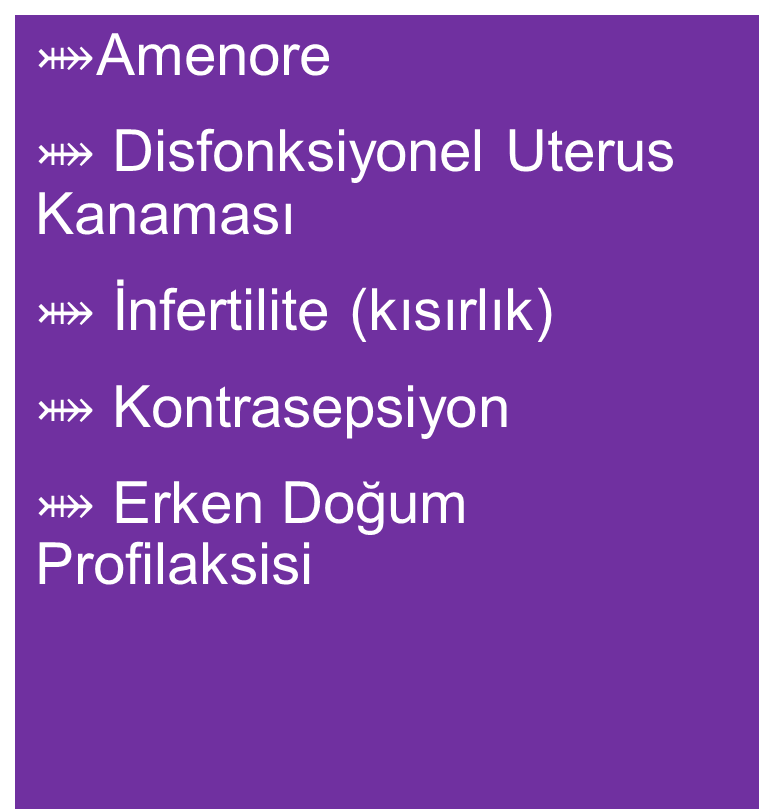 ⤕Amenore
⤕ Disfonksiyonel Uterus
Kanaması
⤕ İnfertilite (kısırlık)
⤕ Kontrasepsiyon
⤕ Erken Doğum
Profilaksisi